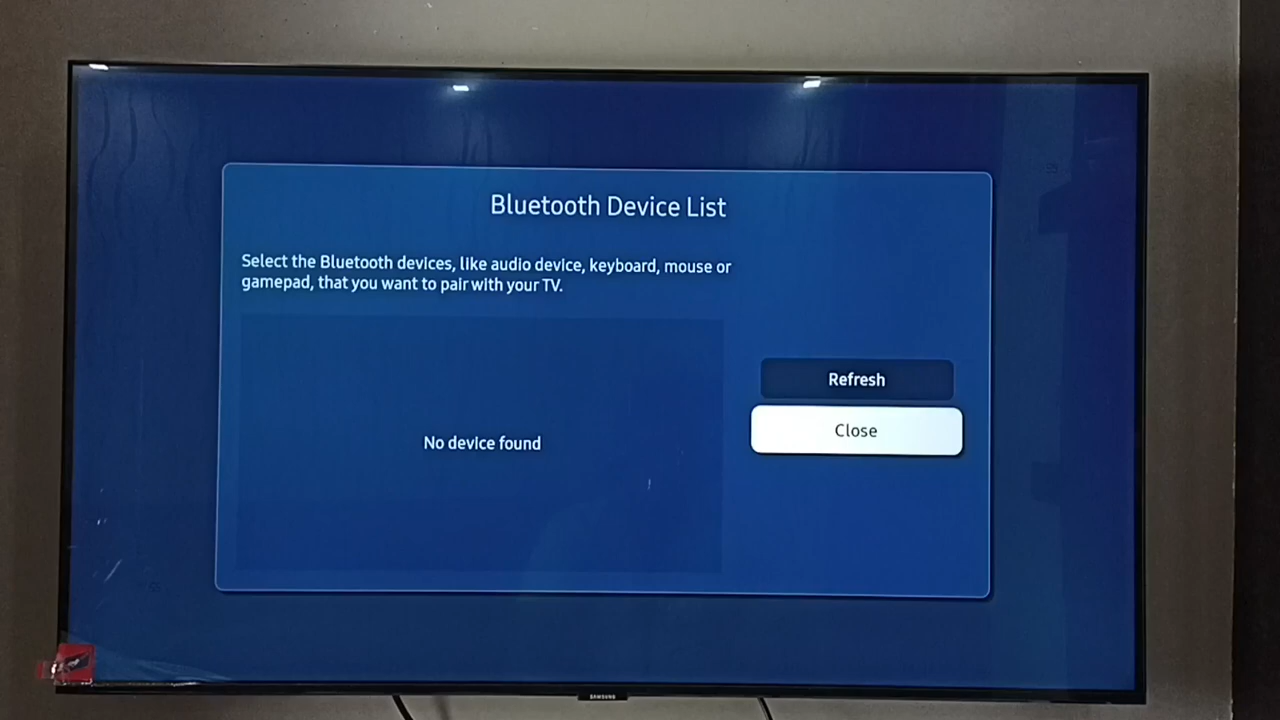 Bluetooth Device List
Select the Bluetooth devices, like audio device, keyboard, mouse or
gamepad, that you want to pair with your TV.
Refresh
No device found
Close
SAMSUNG